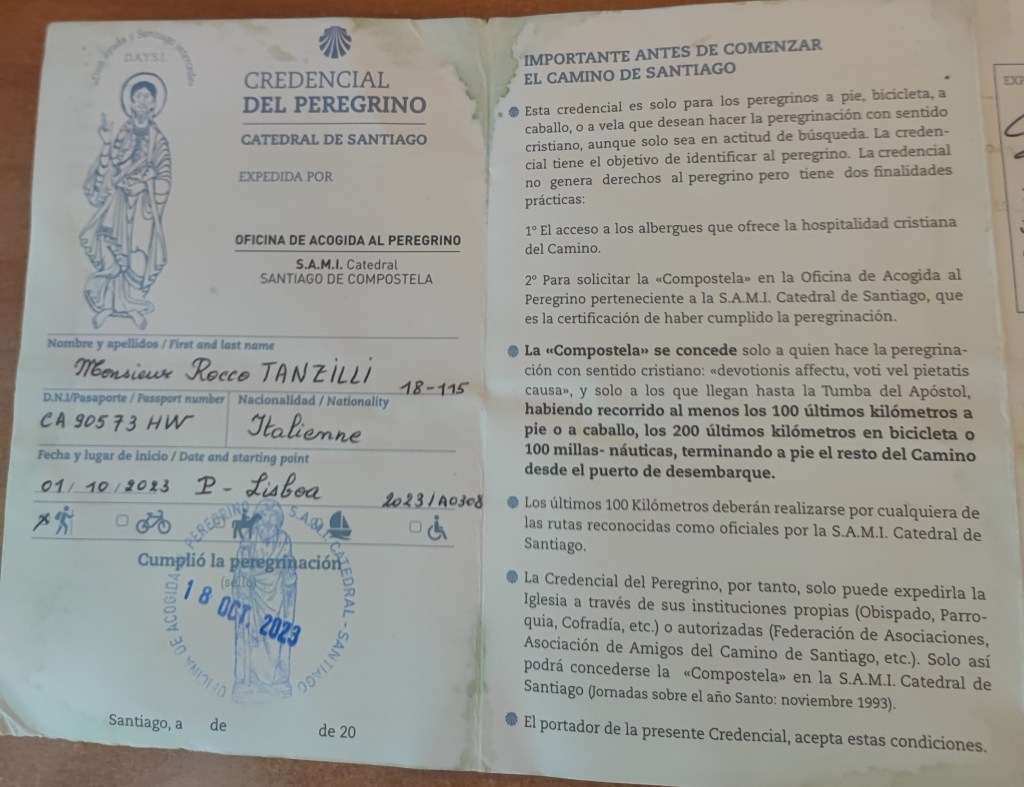 «Dios ayuda y Santiago intercede»
D.A.Y.S.I.
CREDENCIAL
DEL PEREGRINO
CATEDRAL DE SANTIAGO
EXPEDIDA POR
OFICINA DE ACOGIDA AL PEREGRINO
S.A.M.I. Catedral
SANTIAGO DE COMPOSTELA
Nombre y apellidos / First and last name
Monsieur Rocco TANZILLI
18-115
D.N.I/Pasaporte / Passport number
Nacionalidad / Nationality
CA 90573 HW
Italienne
Fecha y lugar de inicio / Date and starting point
01/10/2023 P - Lisboa
2023/A0308
Cumplió la peregrinación
(sello)
18 OCT. 2023
OFICINA DE ACOGIDA PEREGRINO S.A.M.I. CATEDRAL - SANTIAGO
Santiago, a de de 20
IMPORTANTE ANTES DE COMENZAR
EL CAMINO DE SANTIAGO
Esta credencial es solo para los peregrinos a pie, bicicleta, a
caballo, o a vela que desean hacer la peregrinación con sentido
cristiano, aunque solo sea en actitud de búsqueda. La creden-
cial tiene el objetivo de identificar al peregrino. La credencial
no genera derechos al peregrino pero tiene dos finalidades
prácticas:
1º El acceso a los albergues que ofrece la hospitalidad cristiana
del Camino.
2º Para solicitar la «Compostela» en la Oficina de Acogida al
Peregrino perteneciente a la S.A.M.I. Catedral de Santiago, que
es la certificación de haber cumplido la peregrinación.
La «Compostela» se concede solo a quien hace la peregrina-
ción con sentido cristiano: «devotionis affectu, voti vel pietatis
causa», y solo a los que llegan hasta la Tumba del Apóstol,
habiendo recorrido al menos los 100 últimos kilómetros a
pie o a caballo, los 200 últimos kilómetros en bicicleta o
100 millas- náuticas, terminando a pie el resto del Camino
desde el puerto de desembarque.
Los últimos 100 Kilómetros deberán realizarse por cualquiera de
las rutas reconocidas como oficiales por la S.A.M.I. Catedral de
Santiago.
La Credencial del Peregrino, por tanto, solo puede expedirla la
Iglesia a través de sus instituciones propias (Obispado, Parro-
quia, Cofradía, etc.) o autorizadas (Federación de Asociaciones,
Asociación de Amigos del Camino de Santiago, etc.). Solo así
podrá concederse la «Compostela» en la S.A.M.I. Catedral de
Santiago (Jornadas sobre el año Santo: noviembre 1993).
El portador de la presente Credencial, acepta estas condiciones.